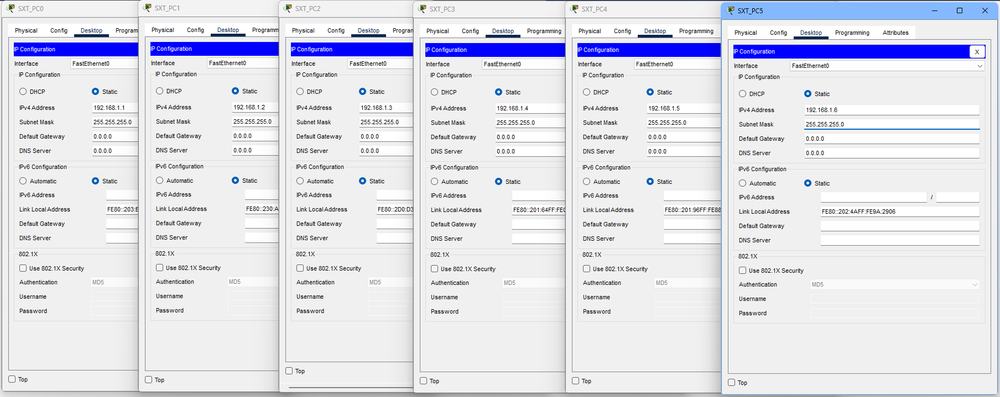 SXT_PC0
Physical Config Desktop
IP Configuration
Interface FastEthernet0
IP Configuration
DHCP Static
IPv4 Address 192.168.1.1
Subnet Mask 255.255.255.0
Default Gateway 0.0.0.0
DNS Server 0.0.0.0
IPv6 Configuration
Automatic Static
IPv6 Address
Link Local Address FE80::203:
Default Gateway
DNS Server
802.1X
Use 802.1X Security
Authentication MD5
Username
Password
Top
SXT_PC1
Physical Config Desktop
IP Configuration
Interface FastEthernet0
IP Configuration
DHCP Static
IPv4 Address 192.168.1.2
Subnet Mask 255.255.255.0
Default Gateway 0.0.0.0
DNS Server 0.0.0.0
IPv6 Configuration
Automatic Static
IPv6 Address
Link Local Address FE80::230:A
Default Gateway
DNS Server
802.1X
Use 802.1X Security
Authentication MD5
Username
Password
Top
SXT_PC2
Physical Config Desktop
IP Configuration
Interface FastEthernet0
IP Configuration
DHCP Static
IPv4 Address 192.168.1.3
Subnet Mask 255.255.255.0
Default Gateway 0.0.0.0
DNS Server 0.0.0.0
IPv6 Configuration
Automatic Static
IPv6 Address
Link Local Address FE80::2D0:D3
Default Gateway
DNS Server
802.1X
Use 802.1X Security
Authentication MD5
Username
Password
Top
SXT_PC3
Physical Config Desktop Programming
IP Configuration
Interface FastEthernet0
IP Configuration
DHCP Static
IPv4 Address 192.168.1.4
Subnet Mask 255.255.255.0
Default Gateway 0.0.0.0
DNS Server 0.0.0.0
IPv6 Configuration
Automatic Static
IPv6 Address
Link Local Address FE80::201:64FF:FE
Default Gateway
DNS Server
802.1X
Use 802.1X Security
Authentication MD5
Username
Password
Top
SXT_PC4
Physical Config Desktop Programming
IP Configuration
Interface FastEthernet0
IP Configuration
DHCP Static
IPv4 Address 192.168.1.5
Subnet Mask 255.255.255.0
Default Gateway 0.0.0.0
DNS Server 0.0.0.0
IPv6 Configuration
Automatic Static
IPv6 Address
Link Local Address FE80::201:96FF:FE88
Default Gateway
DNS Server
802.1X
Use 802.1X Security
Authentication MD5
Username
Password
Top
SXT_PC5
Physical Config Desktop Programming Attributes
IP Configuration X
Interface FastEthernet0
IP Configuration
DHCP Static
IPv4 Address 192.168.1.6
Subnet Mask 255.255.255.0
Default Gateway 0.0.0.0
DNS Server 0.0.0.0
IPv6 Configuration
Automatic Static
IPv6 Address /
Link Local Address FE80::202:4AFF:FE9A:2906
Default Gateway
DNS Server
802.1X
Use 802.1X Security
Authentication MD5
Username
Password
Top